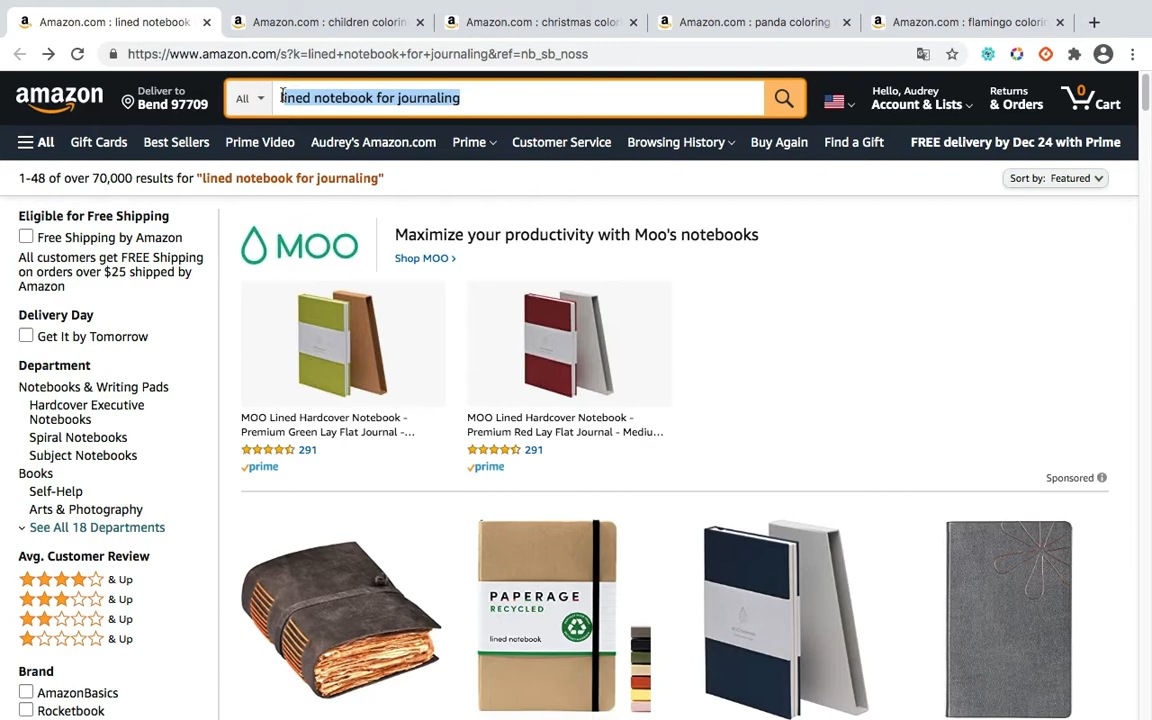 Amazon.com : lined notebook
Amazon.com : children colorin
Amazon.com : christmas color
Amazon.com : panda coloring
Amazon.com : flamingo colorin
https://www.amazon.com/s?k=lined+notebook+for+journaling&ref=nb_sb_noss
amazon
Deliver to
Bend 97709
All
lined notebook for journaling
Hello, Audrey
Account & Lists
Returns
& Orders
0
Cart
All
Gift Cards
Best Sellers
Prime Video
Audrey's Amazon.com
Prime
Customer Service
Browsing History
Buy Again
Find a Gift
FREE delivery by Dec 24 with Prime
1-48 of over 70,000 results for "lined notebook for journaling"
Sort by: Featured
Eligible for Free Shipping
Free Shipping by Amazon
All customers get FREE Shipping
on orders over $25 shipped by
Amazon
Delivery Day
Get It by Tomorrow
Department
Notebooks & Writing Pads
Hardcover Executive
Notebooks
Spiral Notebooks
Subject Notebooks
Books
Self-Help
Arts & Photography
See All 18 Departments
Avg. Customer Review
& Up
& Up
& Up
& Up
Brand
AmazonBasics
Rocketbook
MOO
Maximize your productivity with Moo's notebooks
Shop MOO ›
MOO Lined Hardcover Notebook -
Premium Green Lay Flat Journal -...
291
prime
MOO Lined Hardcover Notebook -
Premium Red Lay Flat Journal – Mediu...
291
prime
Sponsored
PAPERAGE
RECYCLED
lined notebook